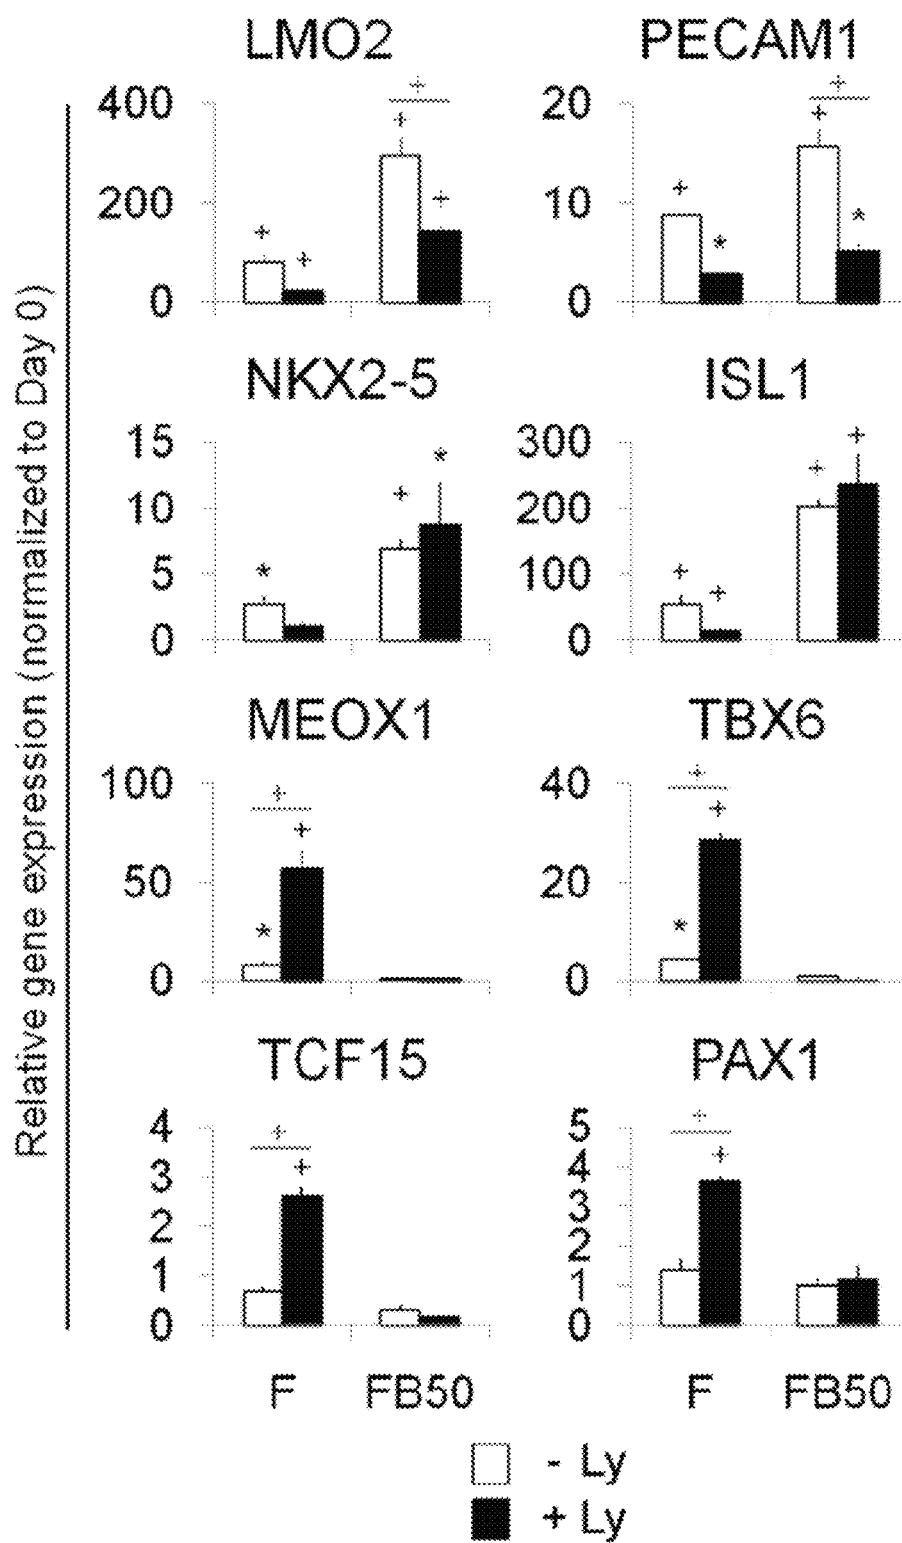 LMO2 PECAM1
400 20
200 10
0 0
NKX2-5 ISL1
15 300
10 200
5 100
0 0
MEOX1 TBX6
100 40
50 20
0 0
TCF15 PAX1
4 5
3 4
2 3
1 2
0 1
0
F FB50 F FB50
- Ly
+ Ly
Relative gene expression (normalized to Day 0)